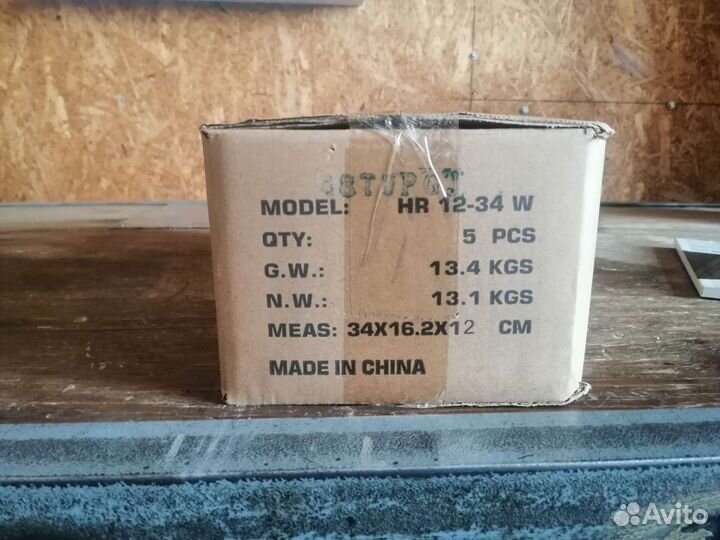 MODEL: HR 12-34 W
QTY: 5 PCS
G.W.: 13.4 KGS
N.W.: 13.1 KGS
MEAS: 34X16.2X12 CM
MADE IN CHINA
Avito